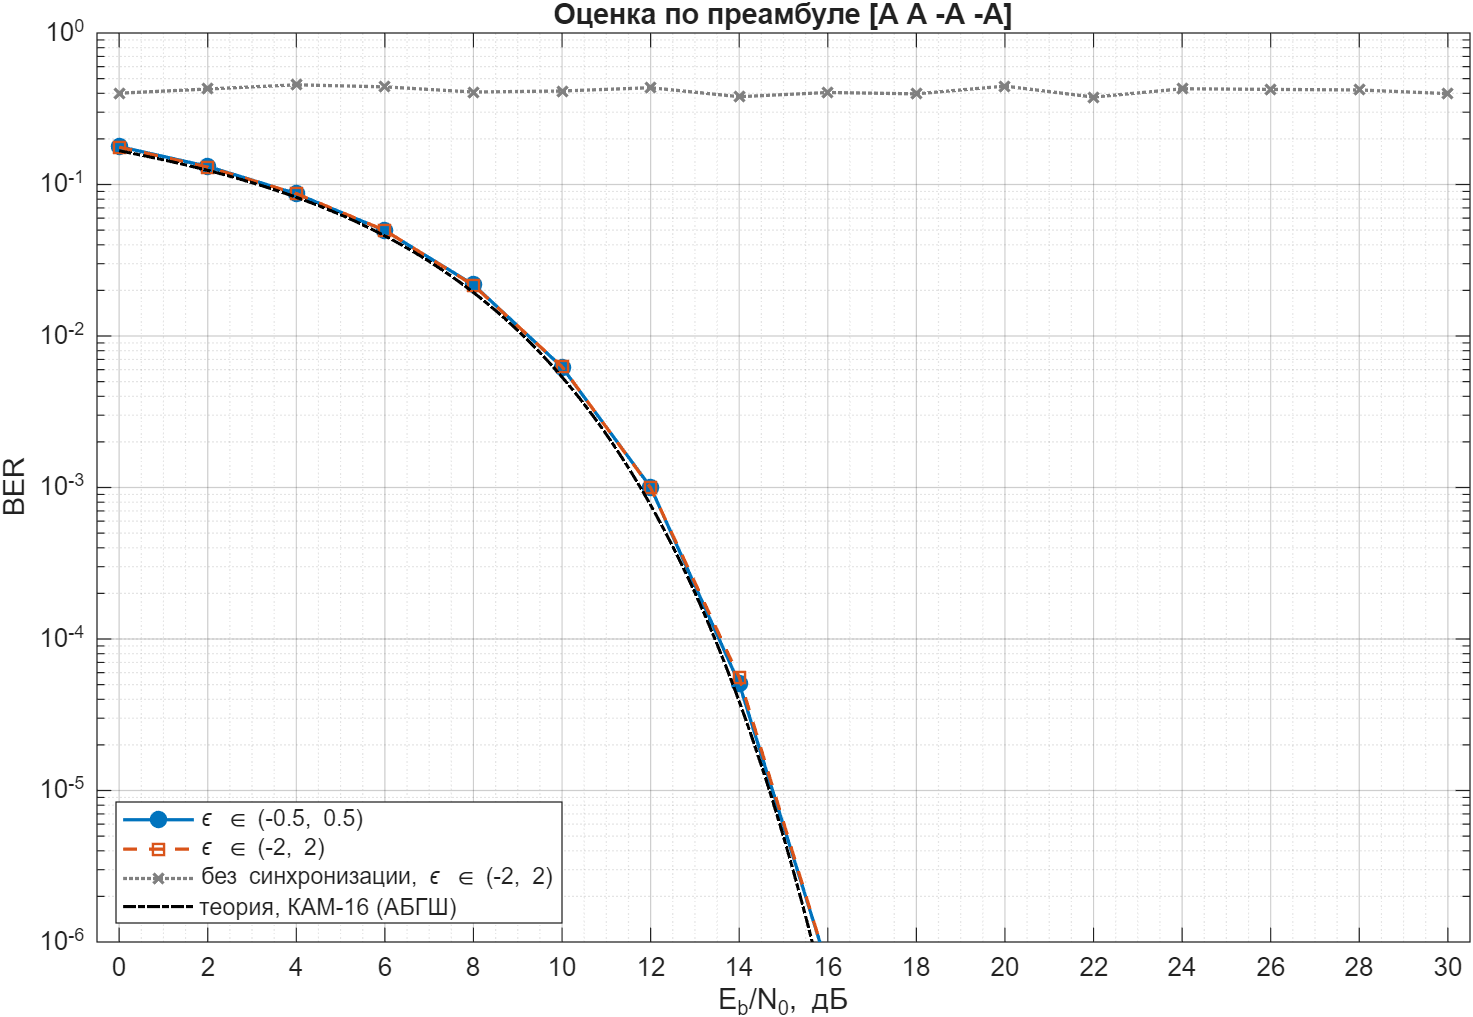 Оценка по преамбуле [A A -A -A]
10^0
10^-1
10^-2
10^-3
10^-4
10^-5
10^-6
BER
ϵ ∈ (-0.5, 0.5)
ϵ ∈ (-2, 2)
без синхронизации, ϵ ∈ (-2, 2)
теория, КАМ-16 (АБГШ)
0 2 4 6 8 10 12 14 16 18 20 22 24 26 28 30
E_b/N_0, дБ